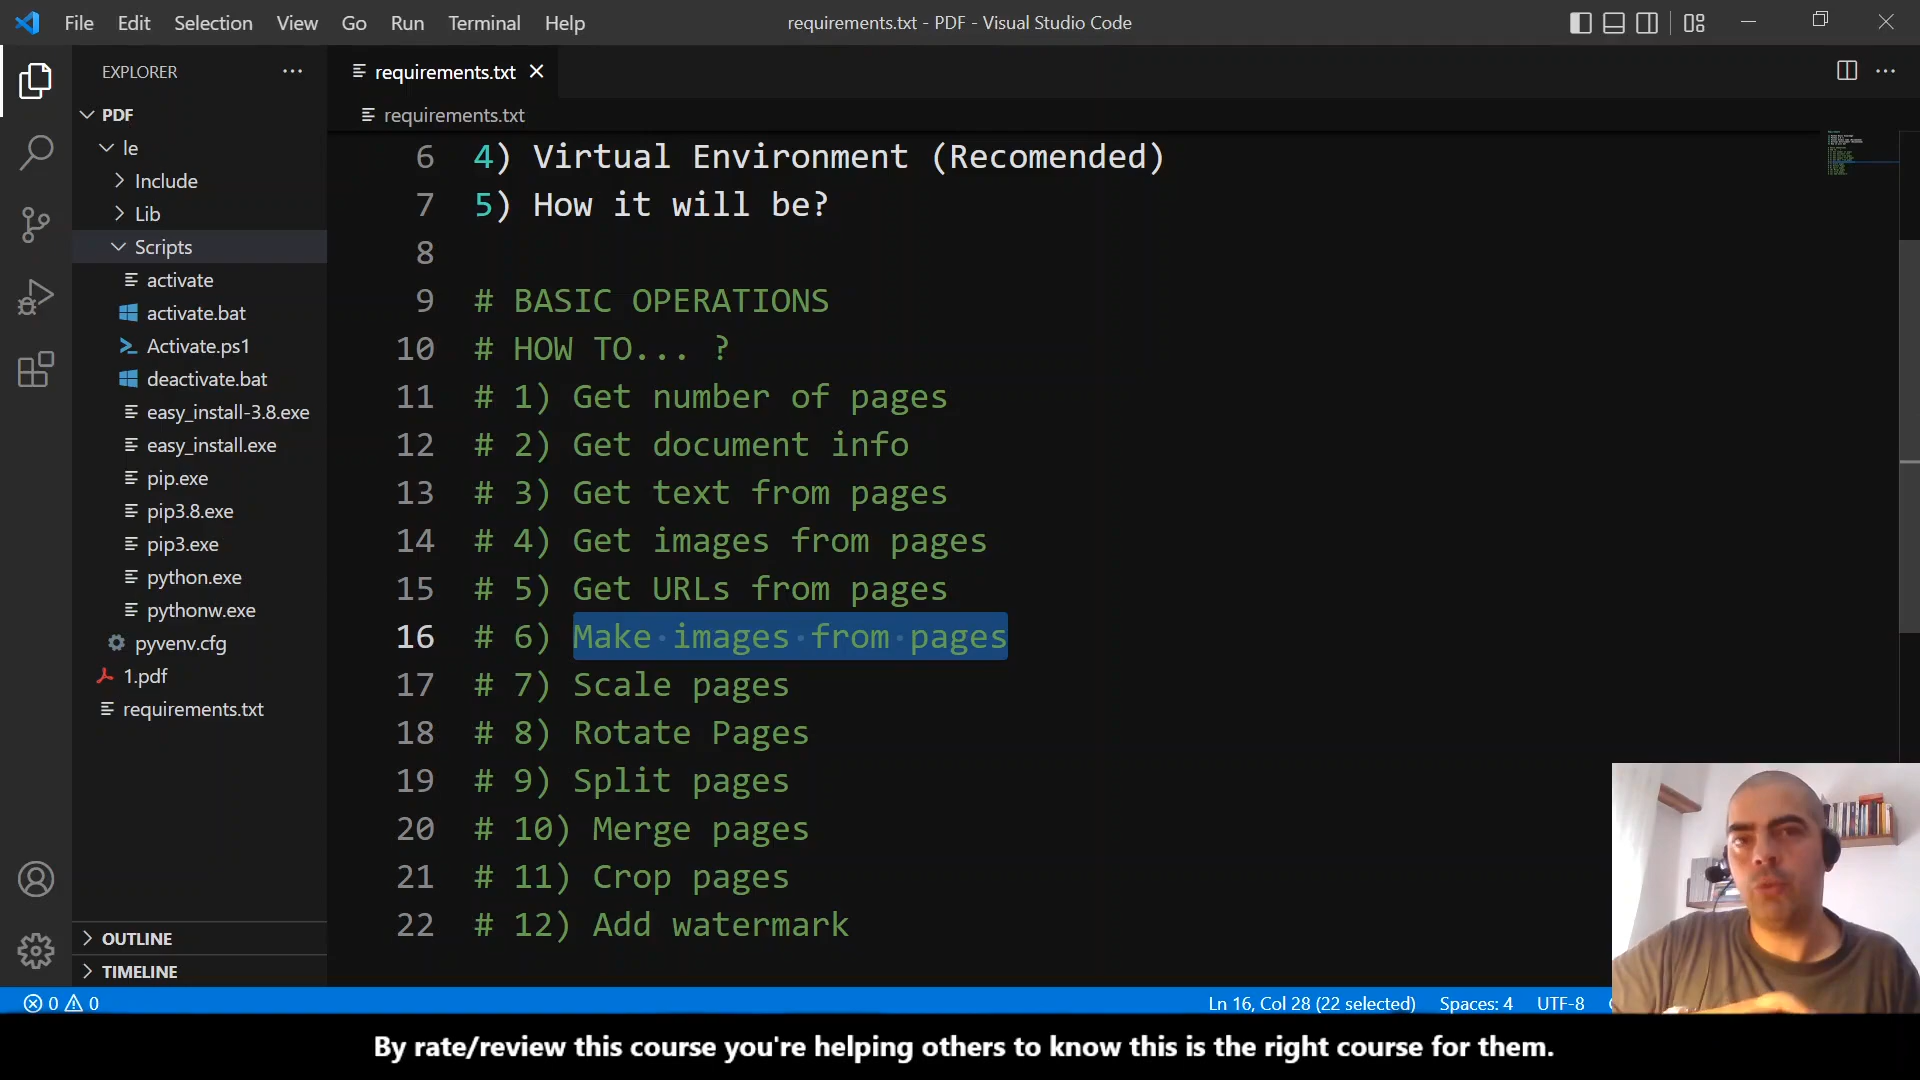 File Edit Selection View Go Run Terminal Help
requirements.txt - PDF - Visual Studio Code
EXPLORER
PDF
le
Include
Lib
Scripts
activate
activate.bat
Activate.ps1
deactivate.bat
easy_install-3.8.exe
easy_install.exe
pip.exe
pip3.8.exe
pip3.exe
python.exe
pythonw.exe
pyvenv.cfg
1.pdf
requirements.txt
OUTLINE
TIMELINE
requirements.txt
requirements.txt
6 4) Virtual Environment (Recomended)
7 5) How it will be?
8
9 # BASIC OPERATIONS
10 # HOW TO... ?
11 # 1) Get number of pages
12 # 2) Get document info
13 # 3) Get text from pages
14 # 4) Get images from pages
15 # 5) Get URLs from pages
16 # 6) Make images from pages
17 # 7) Scale pages
18 # 8) Rotate Pages
19 # 9) Split pages
20 # 10) Merge pages
21 # 11) Crop pages
22 # 12) Add watermark
0 0 Ln 16, Col 28 (22 selected) Spaces: 4 UTF-8
By rate/review this course you're helping others to know this is the right course for them.